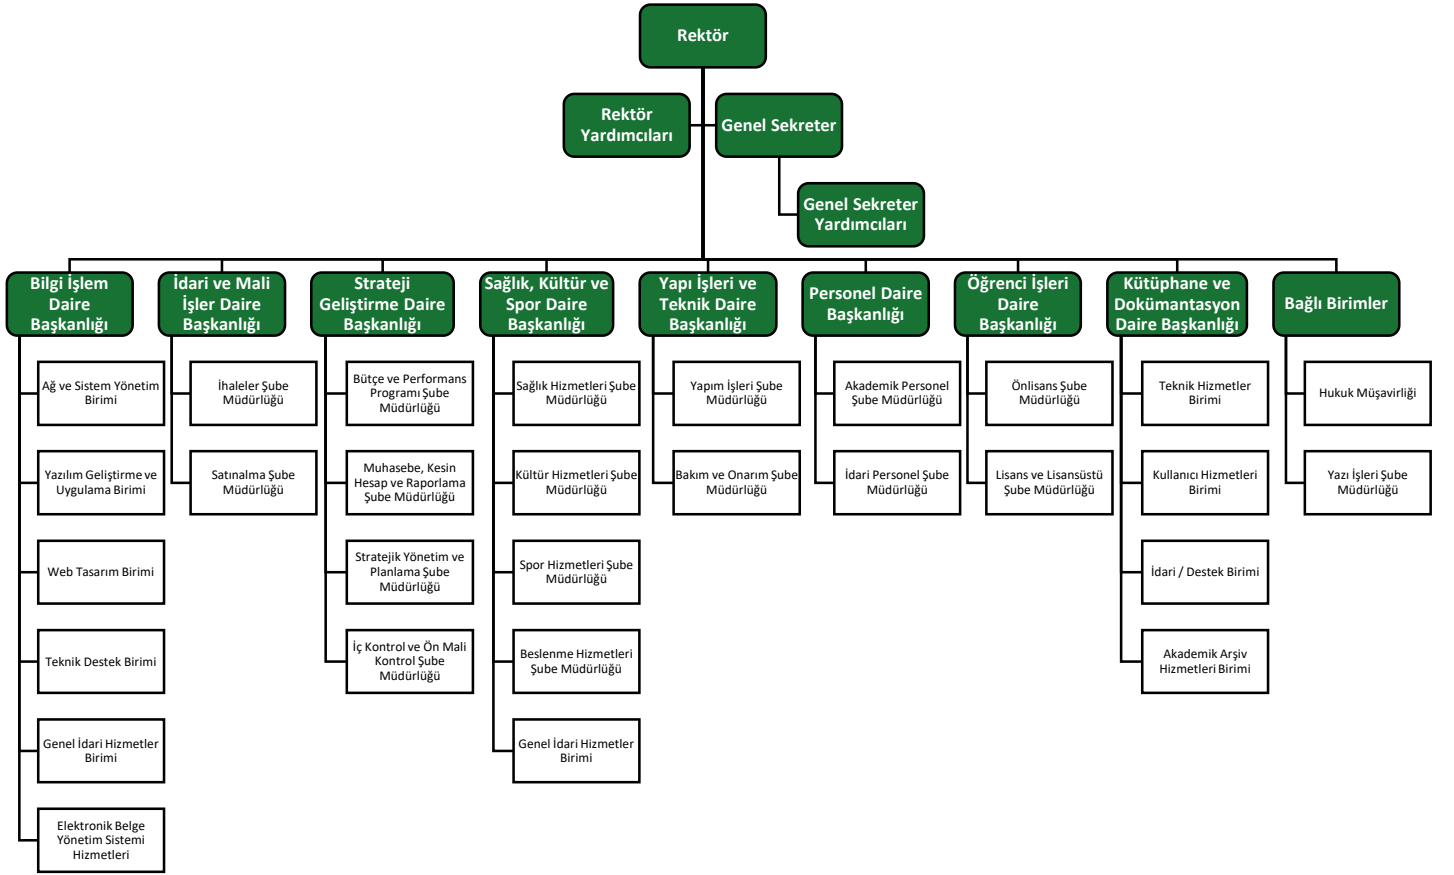 Rektör
Rektör
Yardımcıları
Genel Sekreter
Genel Sekreter
Yardımcıları
Bilgi İşlem
Daire
Başkanlığı
Ağ ve Sistem Yönetim
Birimi
Yazılım Geliştirme ve
Uygulama Birimi
Web Tasarım Birimi
Teknik Destek Birimi
Genel İdari Hizmetler
Birimi
Elektronik Belge
Yönetim Sistemi
Hizmetleri
İdari ve Mali
İşler Daire
Başkanlığı
İhaleler Şube
Müdürlüğü
Satınalma Şube
Müdürlüğü
Strateji
Geliştirme Daire
Başkanlığı
Bütçe ve Performans
Programı Şube
Müdürlüğü
Muhasebe, Kesin
Hesap ve Raporlama
Şube Müdürlüğü
Stratejik Yönetim ve
Planlama Şube
Müdürlüğü
İç Kontrol ve Ön Mali
Kontrol Şube
Müdürlüğü
Sağlık, Kültür ve
Spor Daire
Başkanlığı
Sağlık Hizmetleri Şube
Müdürlüğü
Kültür Hizmetleri Şube
Müdürlüğü
Spor Hizmetleri Şube
Müdürlüğü
Beslenme Hizmetleri
Şube Müdürlüğü
Genel İdari Hizmetler
Birimi
Yapı İşleri ve
Teknik Daire
Başkanlığı
Yapım İşleri Şube
Müdürlüğü
Bakım ve Onarım Şube
Müdürlüğü
Personel Daire
Başkanlığı
Akademik Personel
Şube Müdürlüğü
İdari Personel Şube
Müdürlüğü
Öğrenci İşleri
Daire
Başkanlığı
Önlisans Şube
Müdürlüğü
Lisans ve Lisansüstü
Şube Müdürlüğü
Kütüphane ve
Dokümantasyon
Daire Başkanlığı
Teknik Hizmetler
Birimi
Kullanıcı Hizmetleri
Birimi
İdari / Destek Birimi
Akademik Arşiv
Hizmetleri Birimi
Bağlı Birimler
Hukuk Müşavirliği
Yazı İşleri Şube
Müdürlüğü